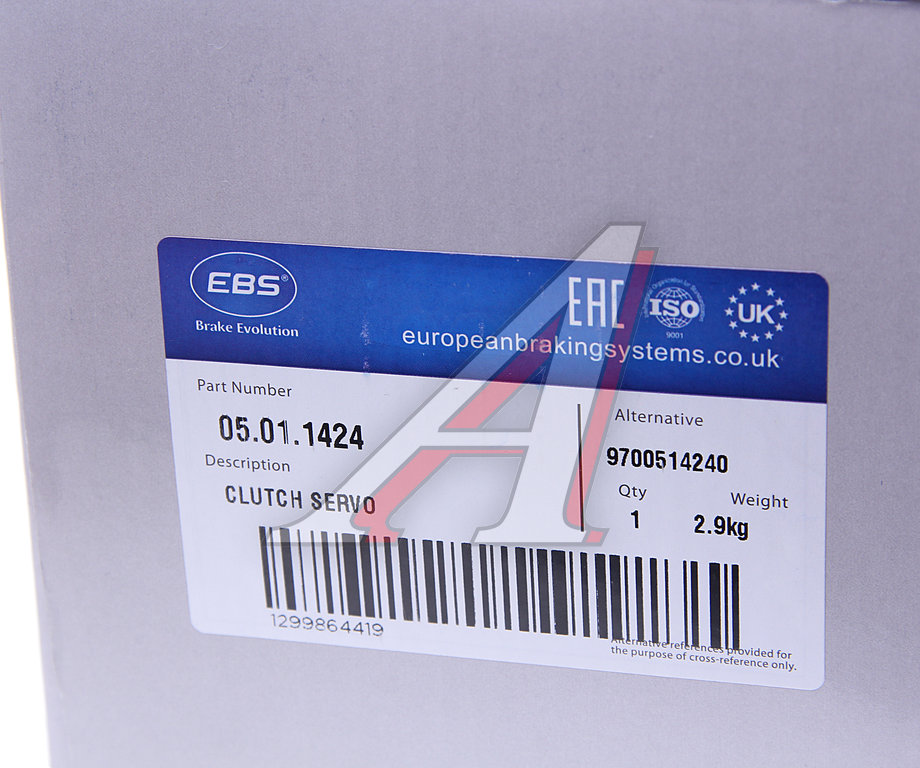 EBS®
Brake Evolution
EAC
ISO
9001
UK
europeanbrakingsystems.co.uk
Part Number
05.01.1424
Description
CLUTCH SERVO
Alternative
9700514240
Qty
1
Weight
2.9kg
1299864419
Alternative references provided for
the purpose of cross-reference only.